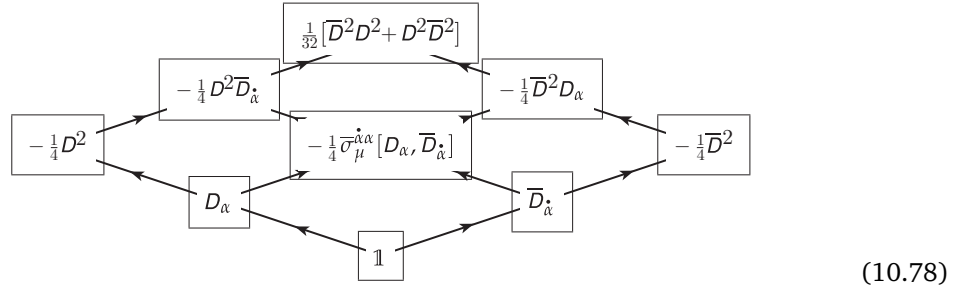 1/32 [D̅²D² + D²D̅²]
− 1/4 D²D̅_α̇
− 1/4 D̅²D_α
− 1/4 D²
− 1/4 σ̅_μ^α̇α [D_α, D̅_α̇]
− 1/4 D̅²
D_α
D̅_α̇
𝟙
(10.78)